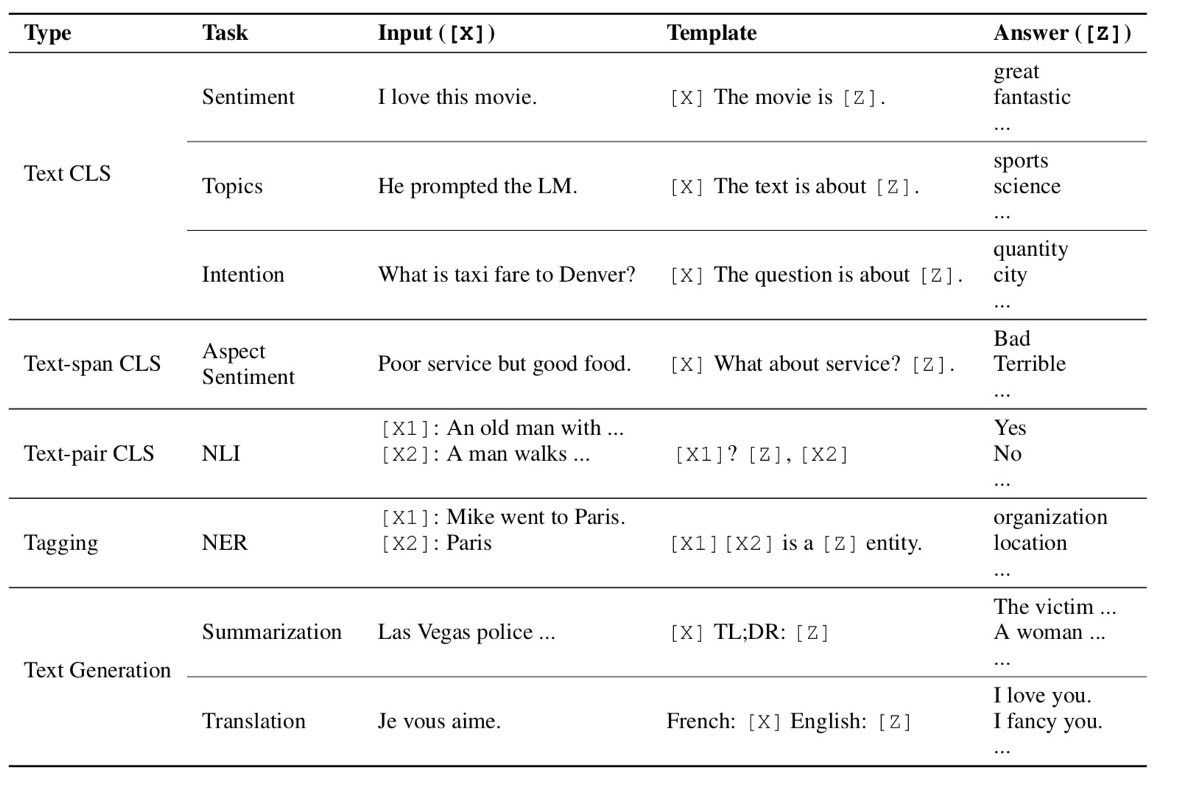 Type Task Input ([X]) Template Answer ([Z])
great
Sentiment I love this movie. [X] The movie is [Z]. fantastic
...
Text CLS
sports
Topics He prompted the LM. [X] The text is about [Z]. science
...
quantity
Intention What is taxi fare to Denver? [X] The question is about [Z]. city
...
Bad
Text-span CLS Aspect Sentiment Poor service but good food. [X] What about service? [Z]. Terrible
...
[X1]: An old man with ... Yes
Text-pair CLS NLI [X2]: A man walks ... [X1]? [Z], [X2] No
...
[X1]: Mike went to Paris. organization
Tagging NER [X2]: Paris [X1][X2] is a [Z] entity. location
...
The victim ...
Summarization Las Vegas police ... [X] TL;DR: [Z] A woman ...
...
Text Generation
I love you.
Translation Je vous aime. French: [X] English: [Z] I fancy you.
...